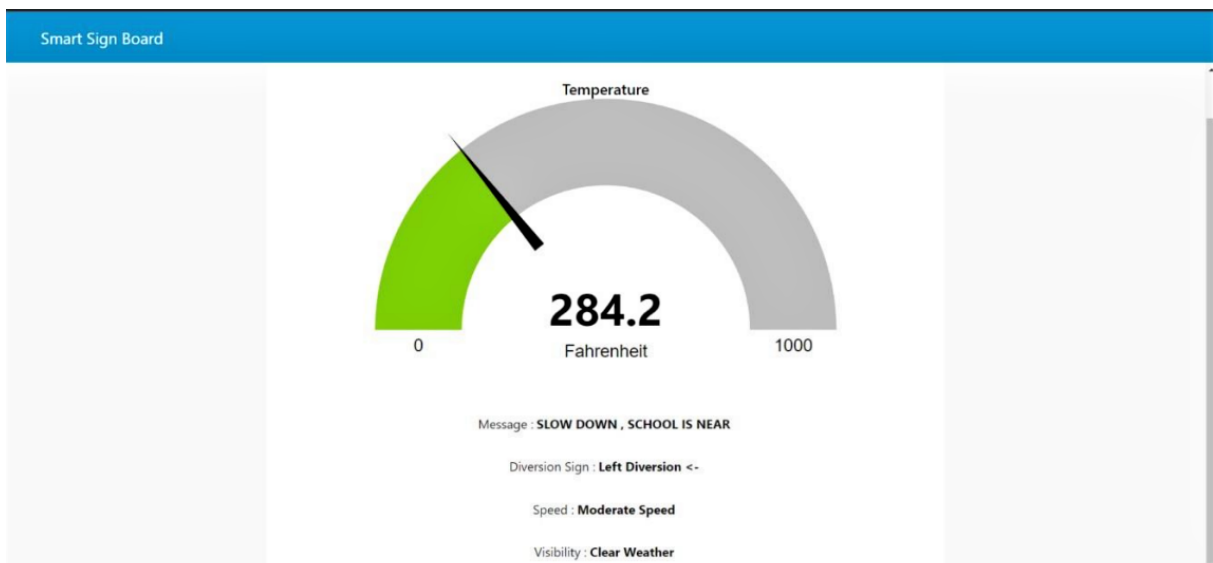 Smart Sign Board
Temperature
284.2
0
Fahrenheit
1000
Message : SLOW DOWN , SCHOOL IS NEAR
Diversion Sign : Left Diversion <-
Speed : Moderate Speed
Visibility : Clear Weather